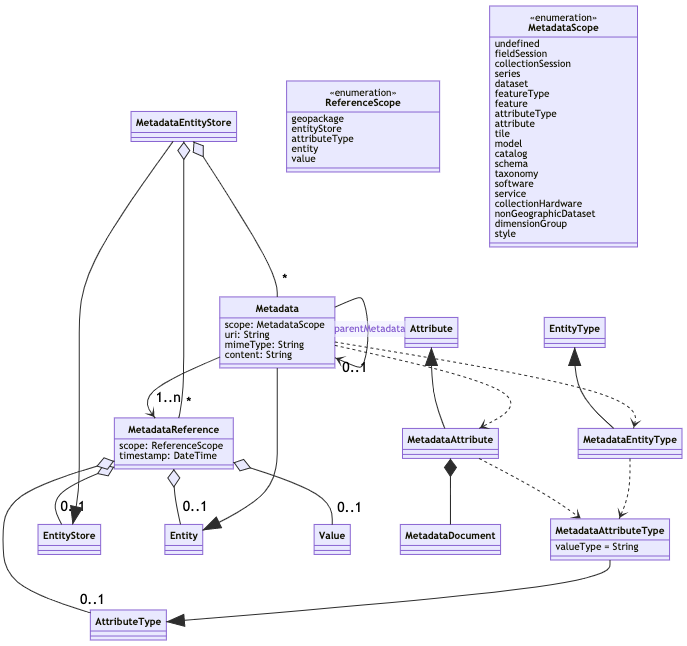 «enumeration»
MetadataScope
undefined
fieldSession
collectionSession
series
dataset
featureType
feature
attributeType
attribute
tile
model
catalog
schema
taxonomy
software
service
collectionHardware
nonGeographicDataset
dimensionGroup
style
«enumeration»
ReferenceScope
geopackage
entityStore
attributeType
entity
value
MetadataEntityStore
*
Metadata
scope: MetadataScope
uri: String
mimeType: String
content: String
parentMetadata
0..1
Attribute
EntityType
1..n
*
MetadataReference
scope: ReferenceScope
timestamp: DateTime
MetadataAttribute
MetadataEntityType
0..1
0..1
0..1
EntityStore
Entity
Value
MetadataDocument
MetadataAttributeType
valueType = String
0..1
AttributeType